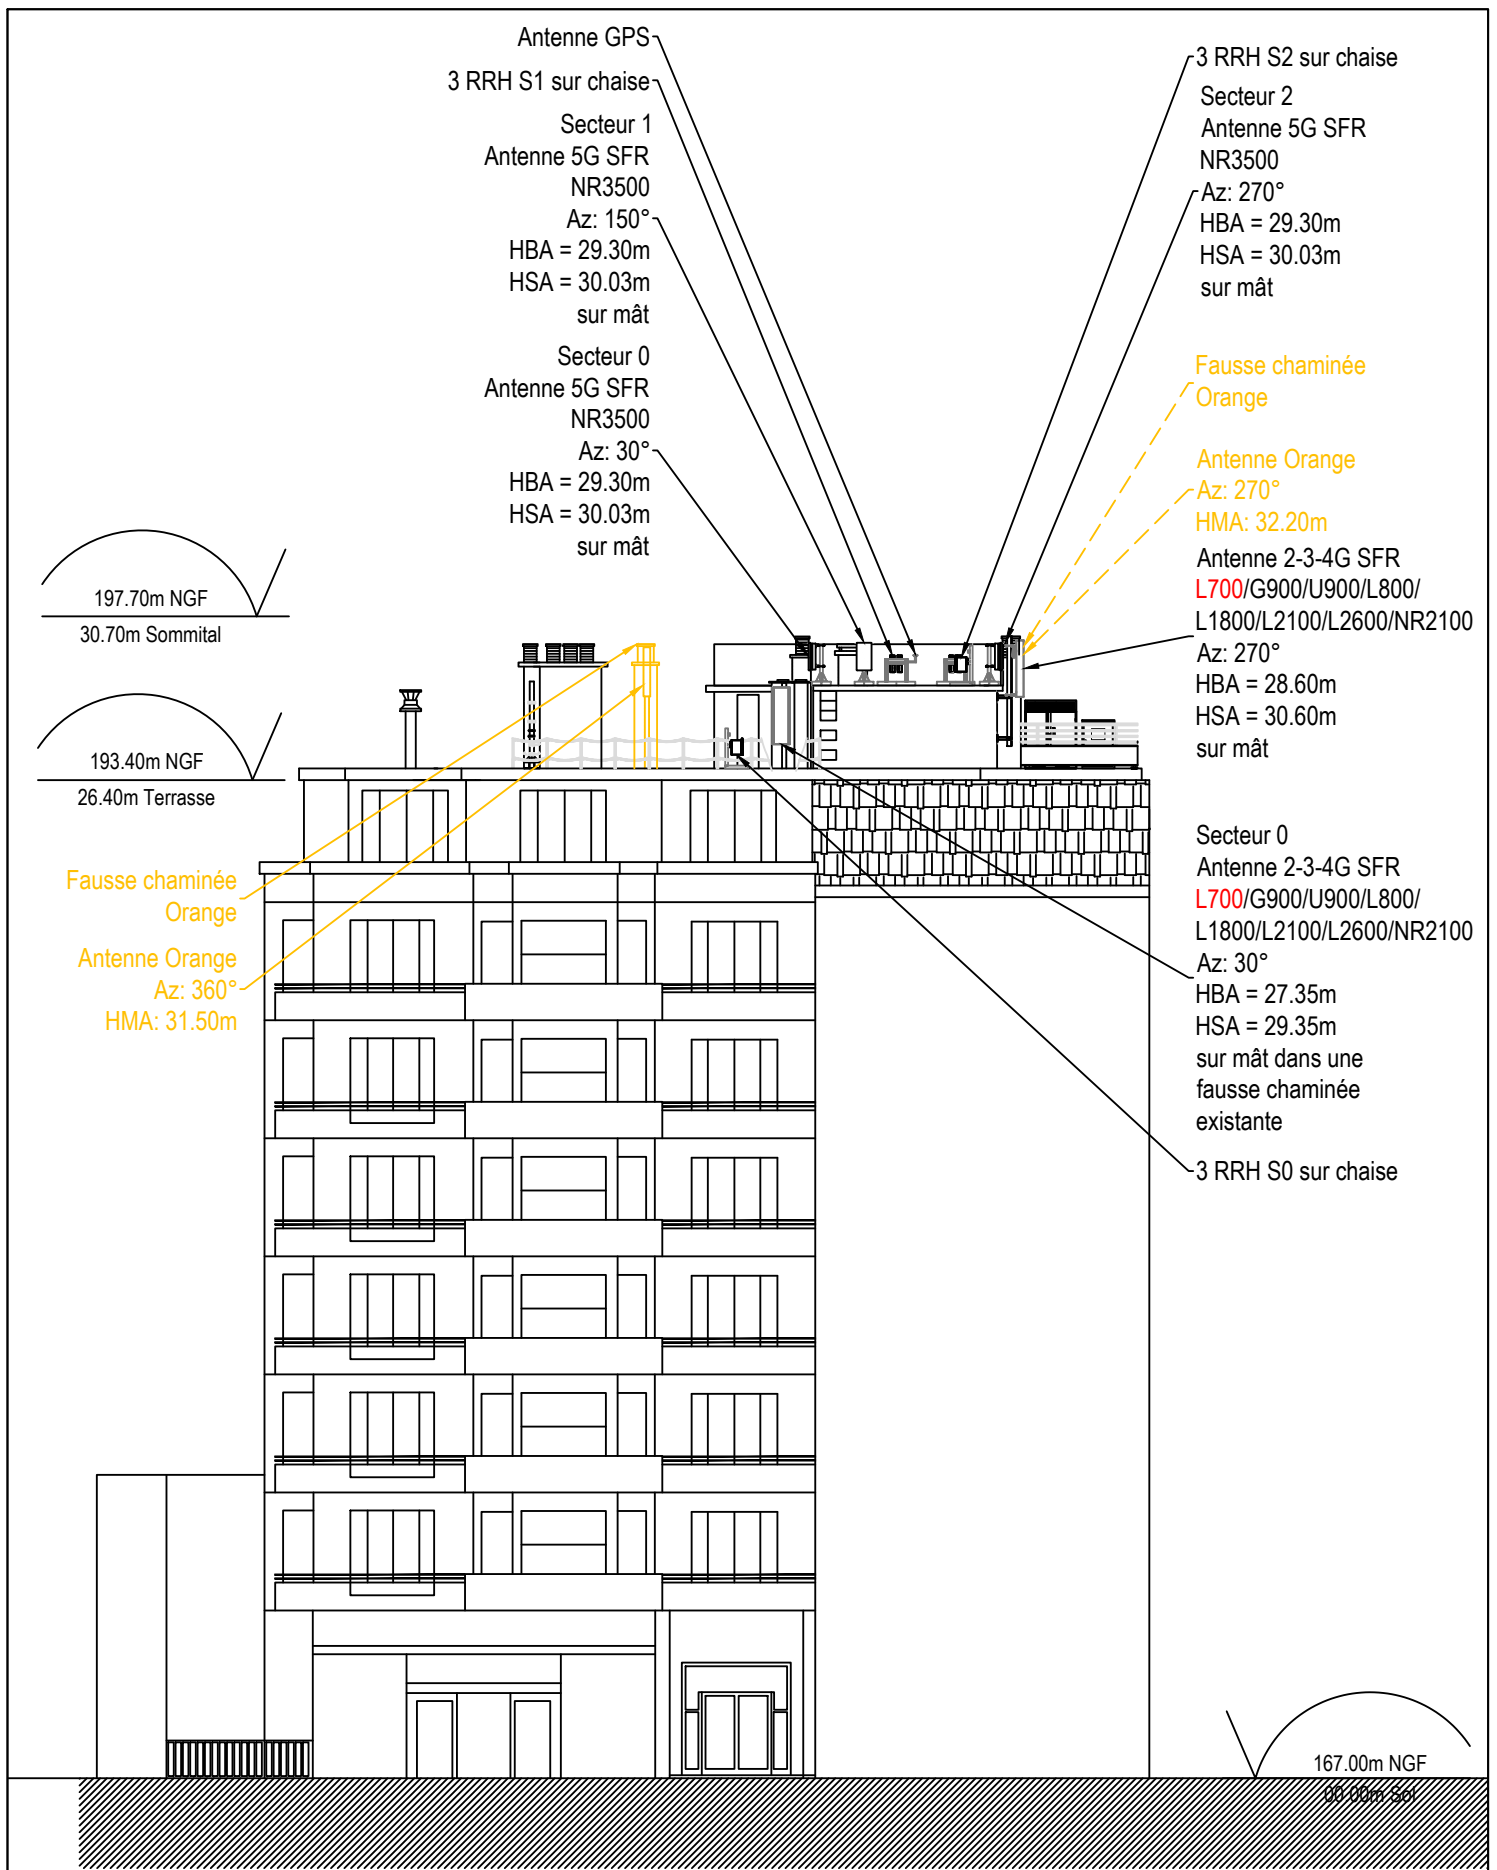 Antenne GPS
3 RRH S1 sur chaise
Secteur 1
Antenne 5G SFR
NR3500
Az: 150°
HBA = 29.30m
HSA = 30.03m
sur mât
Secteur 0
Antenne 5G SFR
NR3500
Az: 30°
HBA = 29.30m
HSA = 30.03m
sur mât
3 RRH S2 sur chaise
Secteur 2
Antenne 5G SFR
NR3500
Az: 270°
HBA = 29.30m
HSA = 30.03m
sur mât
Fausse chaminée
Orange
Antenne Orange
Az: 270°
HMA: 32.20m
Antenne 2-3-4G SFR
L700/G900/U900/L800/
L1800/L2100/L2600/NR2100
Az: 270°
HBA = 28.60m
HSA = 30.60m
sur mât
197.70m NGF
30.70m Sommital
193.40m NGF
26.40m Terrasse
Fausse chaminée
Orange
Antenne Orange
Az: 360°
HMA: 31.50m
Secteur 0
Antenne 2-3-4G SFR
L700/G900/U900/L800/
L1800/L2100/L2600/NR2100
Az: 30°
HBA = 27.35m
HSA = 29.35m
sur mât dans une
fausse chaminée
existante
3 RRH S0 sur chaise
167.00m NGF
00.00m Sol